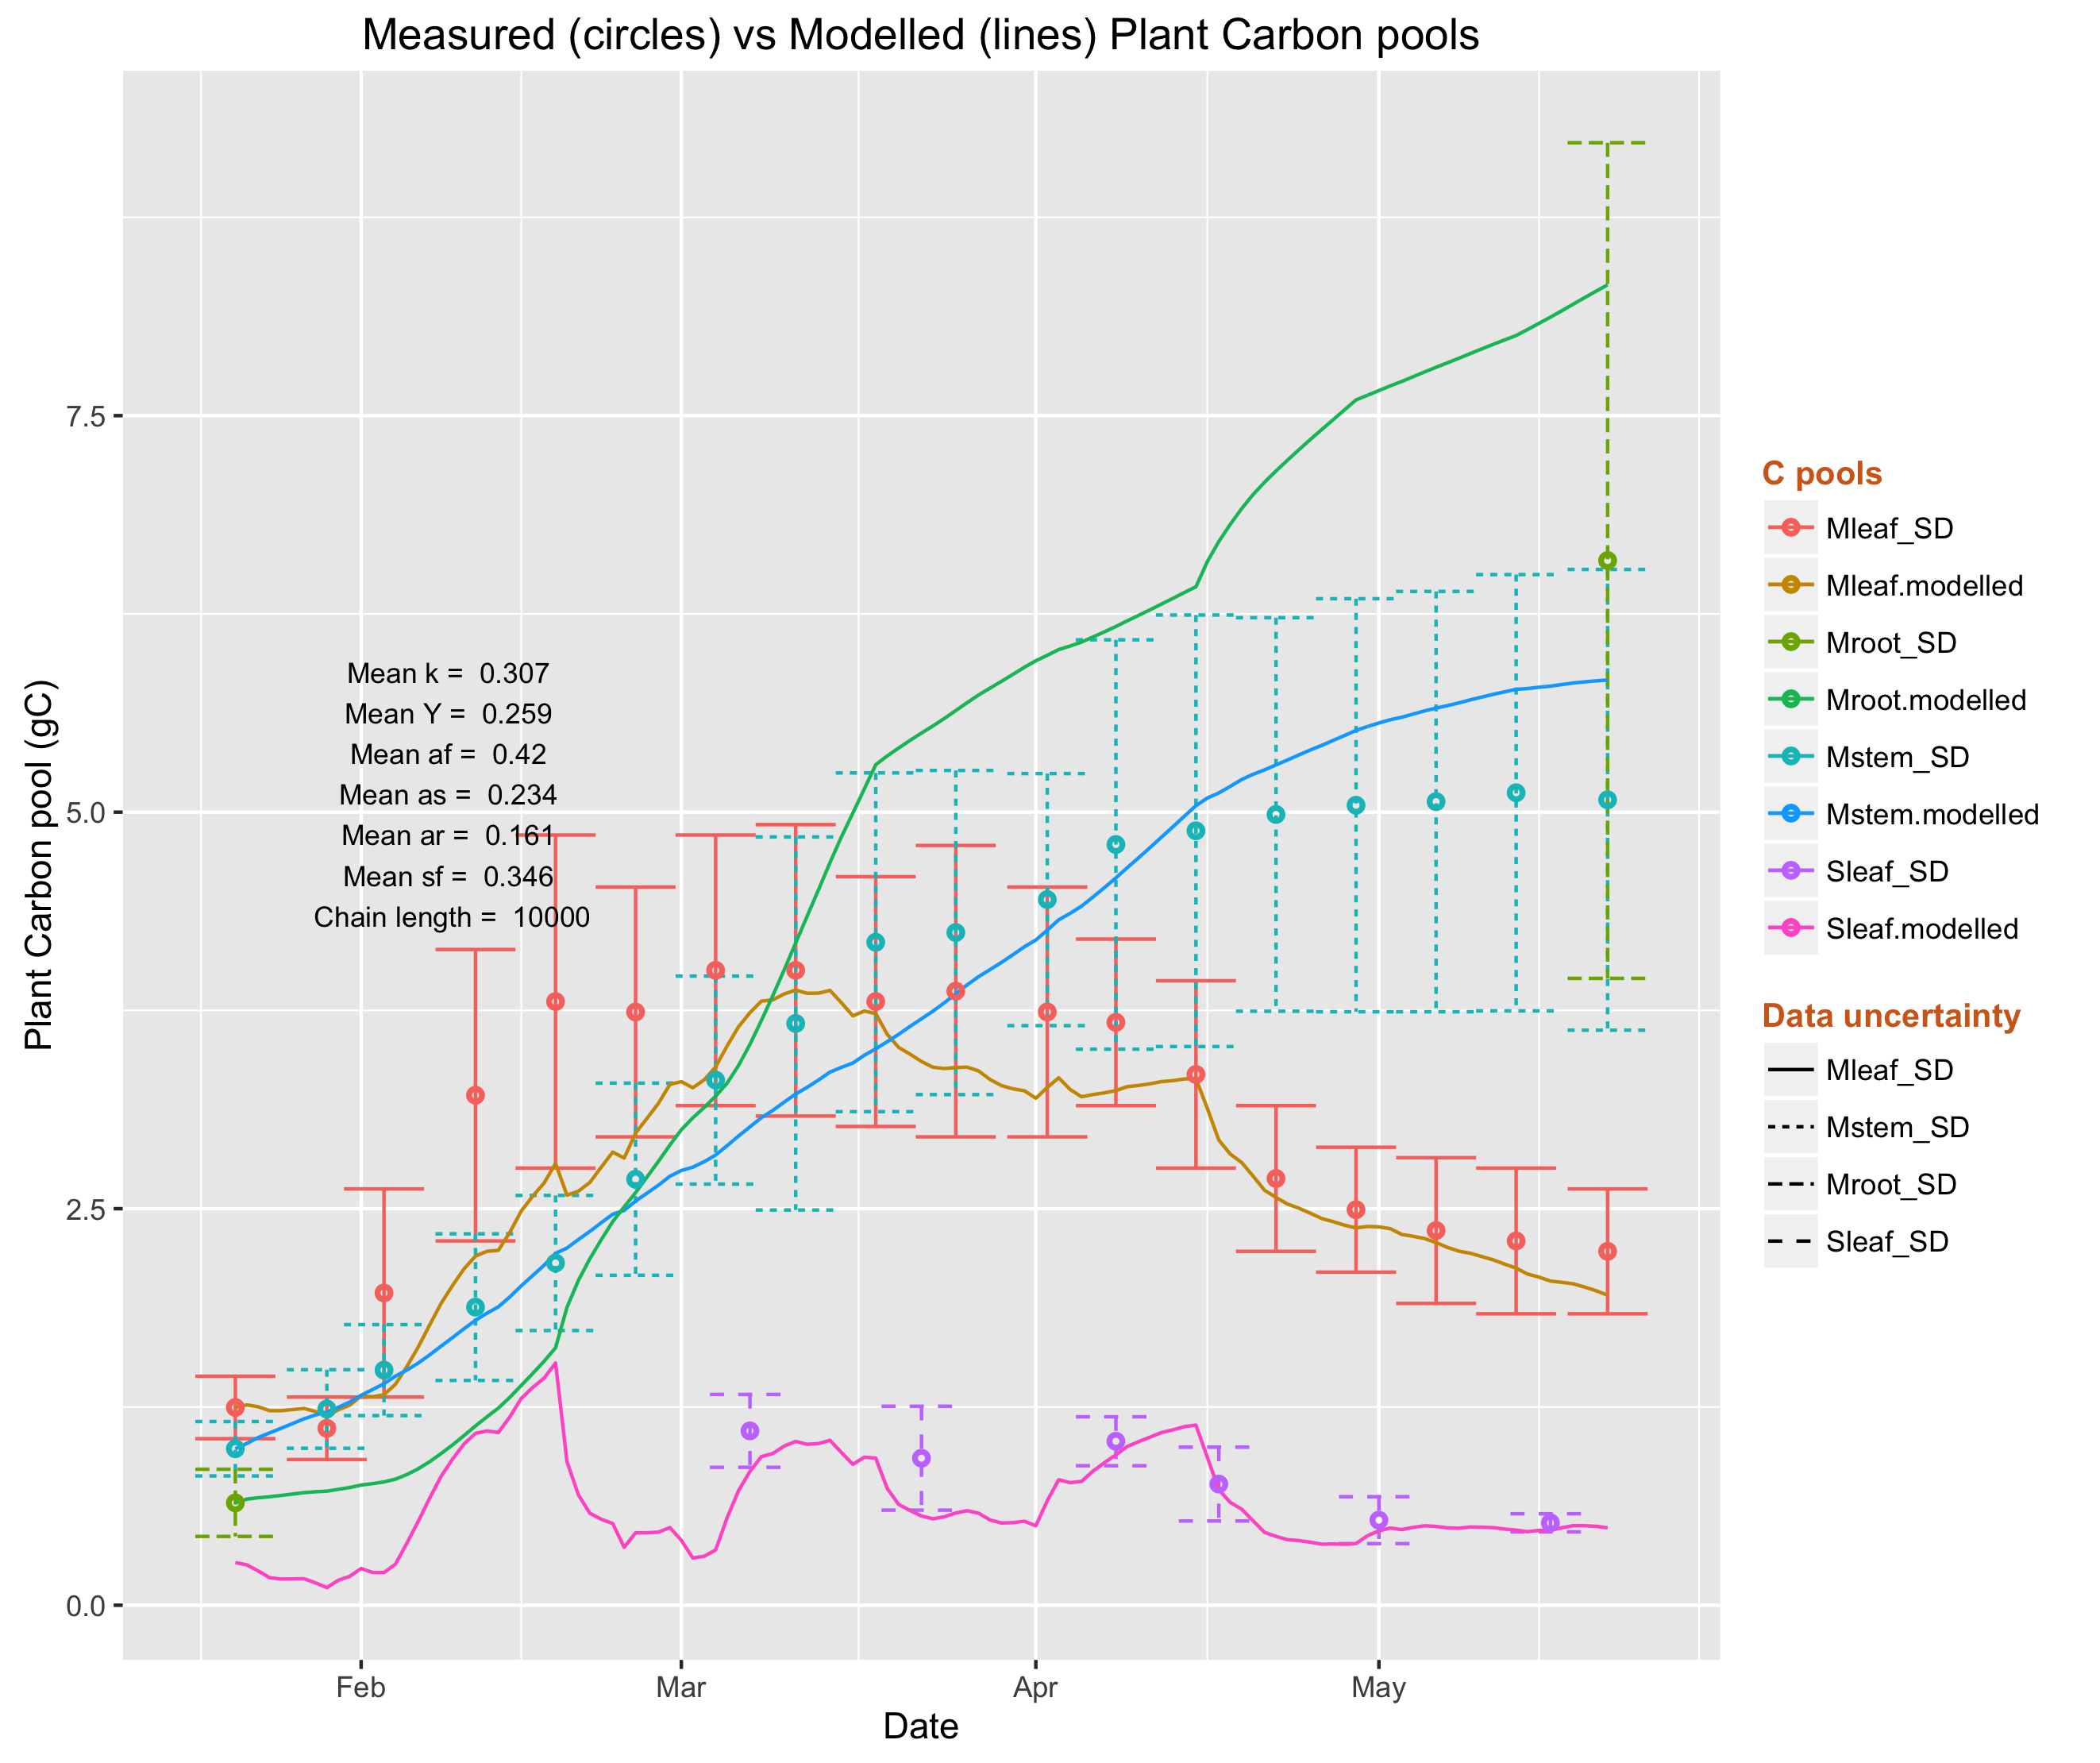 Measured (circles) vs Modelled (lines) Plant Carbon pools
Plant Carbon pool (gC)
7.5
5.0
2.5
0.0
Mean k = 0.307
Mean Y = 0.259
Mean af = 0.42
Mean as = 0.234
Mean ar = 0.161
Mean sf = 0.346
Chain length = 10000
Feb
Mar
Apr
May
Date
C pools
Mleaf_SD
Mleaf.modelled
Mroot_SD
Mroot.modelled
Mstem_SD
Mstem.modelled
Sleaf_SD
Sleaf.modelled
Data uncertainty
Mleaf_SD
Mstem_SD
Mroot_SD
Sleaf_SD